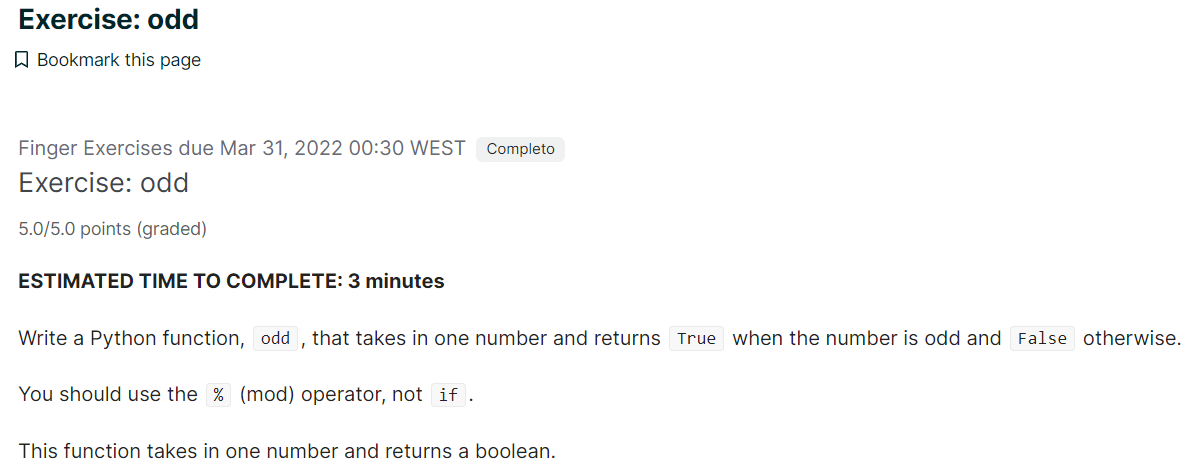 Exercise: odd
Bookmark this page
Finger Exercises due Mar 31, 2022 00:30 WEST Completo
Exercise: odd
5.0/5.0 points (graded)
ESTIMATED TIME TO COMPLETE: 3 minutes
Write a Python function, odd , that takes in one number and returns True when the number is odd and False otherwise.
You should use the % (mod) operator, not if .
This function takes in one number and returns a boolean.